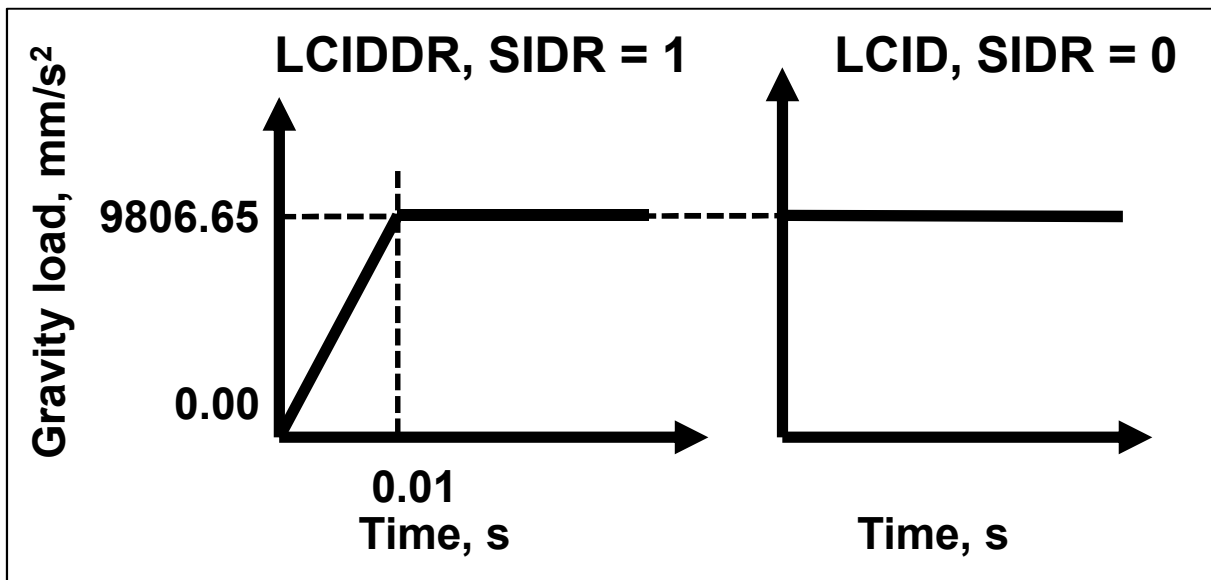 LCIDDR, SIDR = 1
LCID, SIDR = 0
Gravity load, mm/s²
9806.65
0.00
0.01
Time, s
Time, s